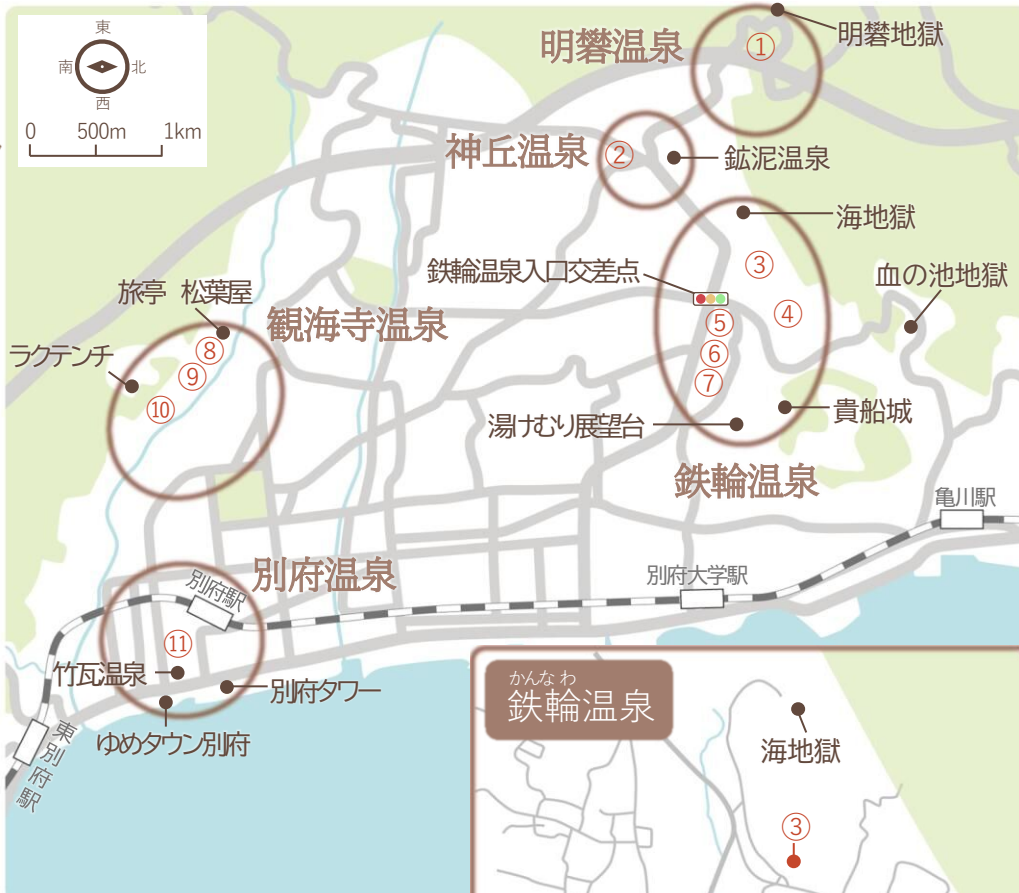 東
南
北
西
0 500m 1km
明礬温泉
①
明礬地獄
神丘温泉
②
鉱泥温泉
海地獄
③
鉄輪温泉入口交差点
④
血の池地獄
⑤
⑥
⑦
旅亭 松葉屋
観海寺温泉
ラクテンチ
⑧
⑨
⑩
湯けむり展望台
貴船城
鉄輪温泉
亀川駅
別府大学駅
別府温泉
別府駅
⑪
竹瓦温泉
別府タワー
ゆめタウン別府
東別府駅
かんなわ
鉄輪温泉
海地獄
③